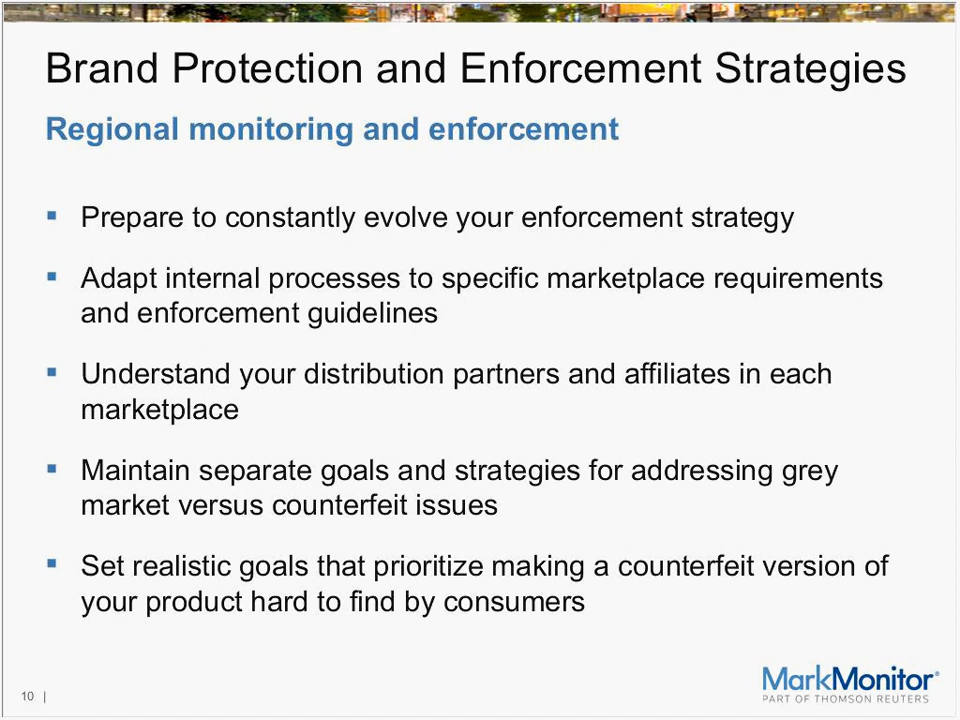 Brand Protection and Enforcement Strategies
Regional monitoring and enforcement
▪ Prepare to constantly evolve your enforcement strategy
▪ Adapt internal processes to specific marketplace requirements
and enforcement guidelines
▪ Understand your distribution partners and affiliates in each
marketplace
▪ Maintain separate goals and strategies for addressing grey
market versus counterfeit issues
▪ Set realistic goals that prioritize making a counterfeit version of
your product hard to find by consumers
10 |
MarkMonitor®
PART OF THOMSON REUTERS